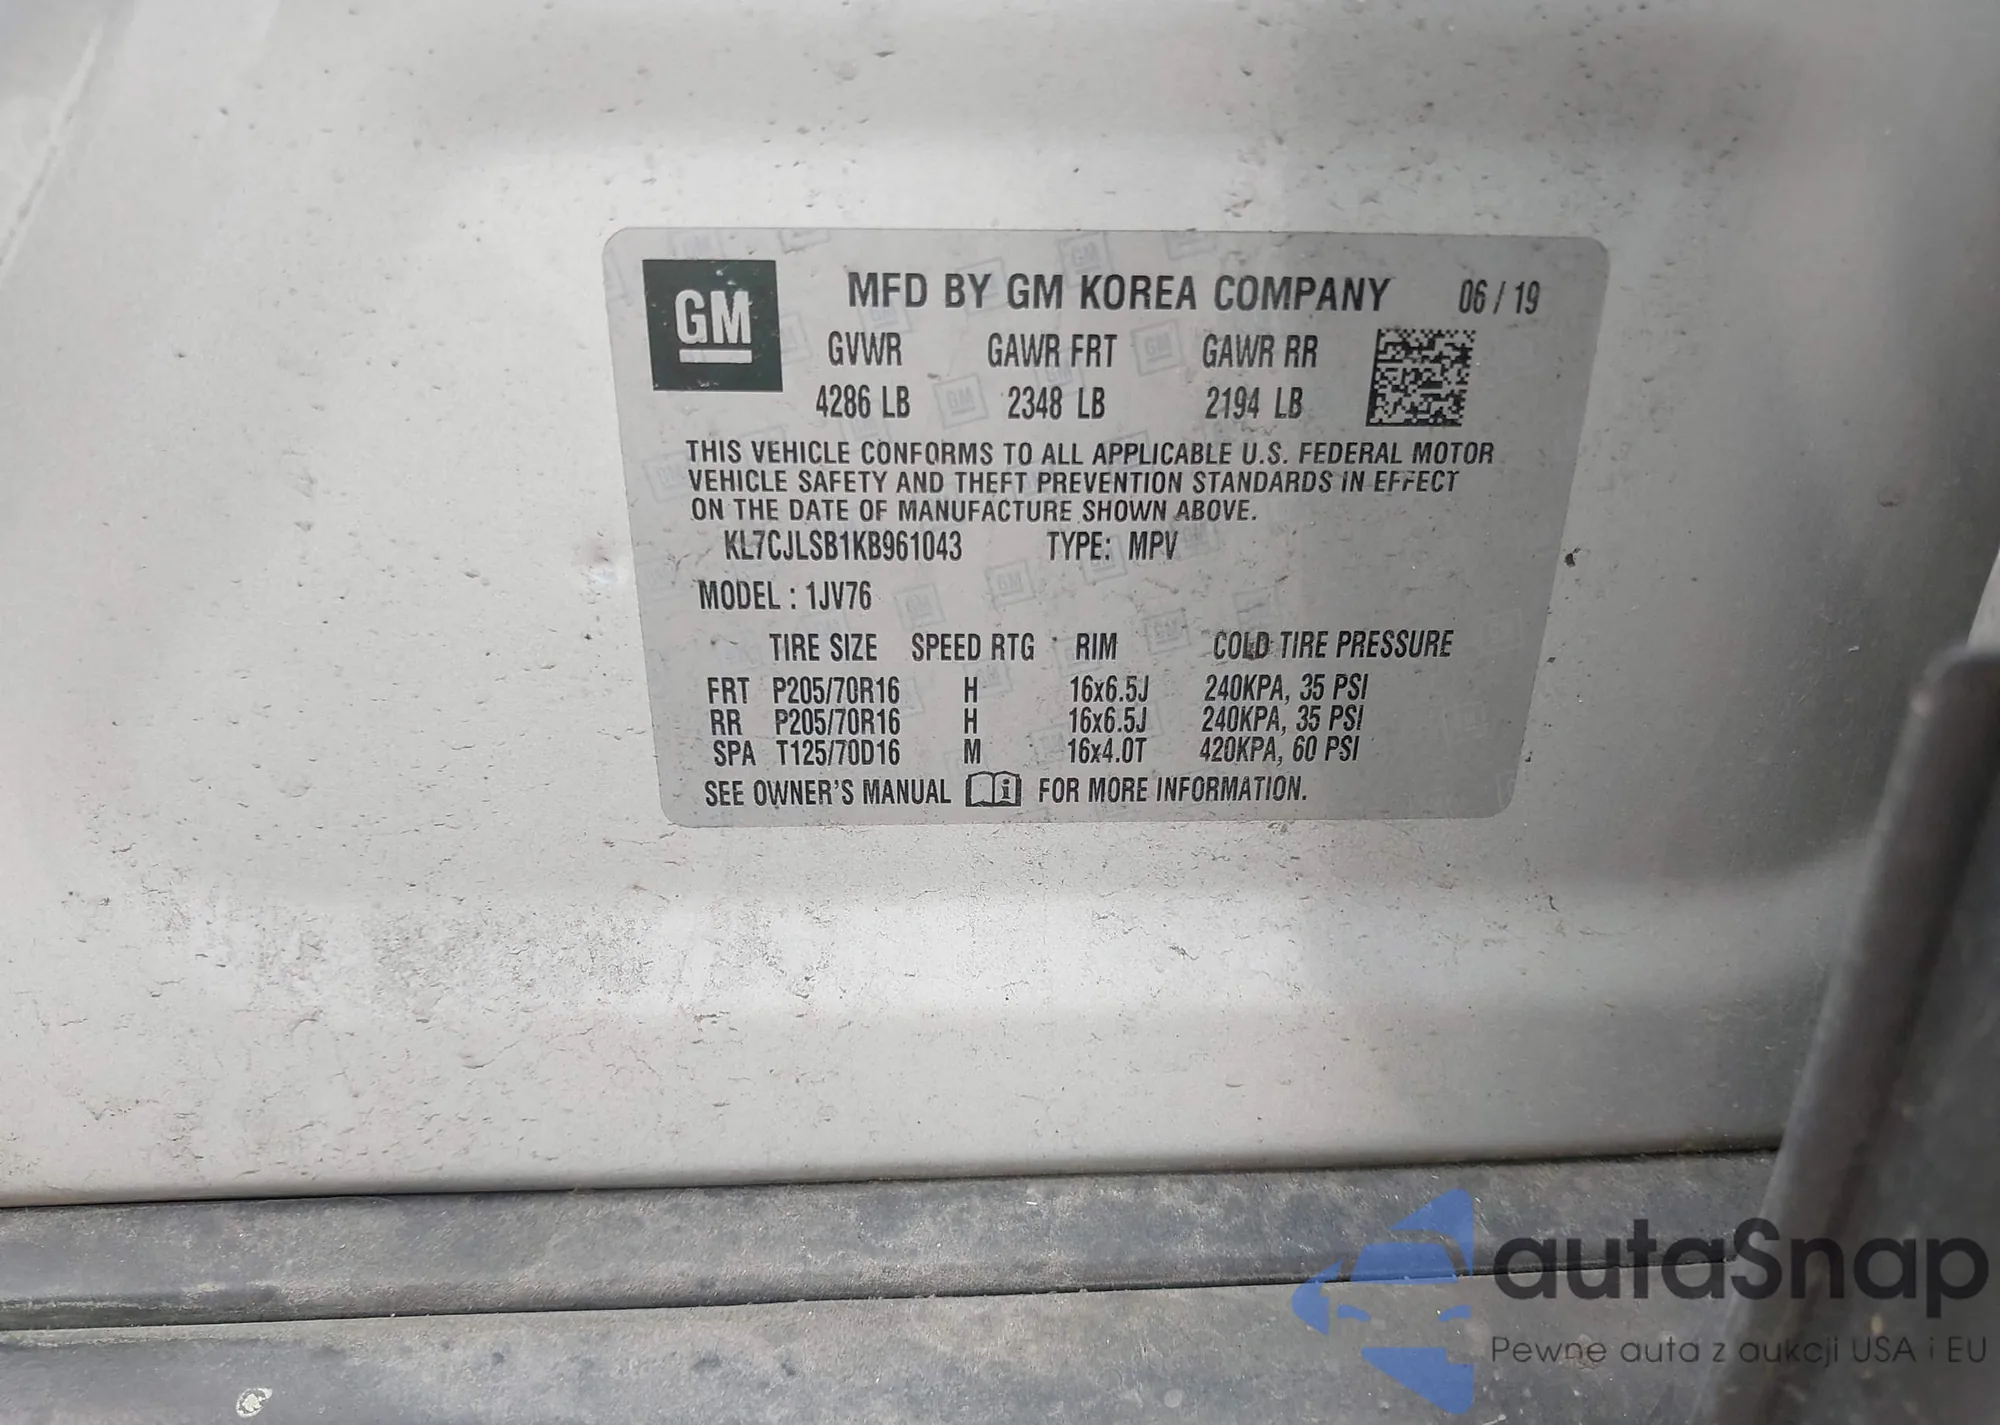 GM
MFD BY GM KOREA COMPANY 06 / 19
GVWR GAWR FRT GAWR RR
4286 LB 2348 LB 2194 LB
THIS VEHICLE CONFORMS TO ALL APPLICABLE U.S. FEDERAL MOTOR
VEHICLE SAFETY AND THEFT PREVENTION STANDARDS IN EFFECT
ON THE DATE OF MANUFACTURE SHOWN ABOVE.
KL7CJLSB1KB961043 TYPE: MPV
MODEL : 1JV76
TIRE SIZE SPEED RTG RIM COLD TIRE PRESSURE
FRT P205/70R16 H 16x6.5J 240KPA, 35 PSI
RR P205/70R16 H 16x6.5J 240KPA, 35 PSI
SPA T125/70D16 M 16x4.0T 420KPA, 60 PSI
SEE OWNER'S MANUAL i FOR MORE INFORMATION.
autaSnap
Pewne auta z aukcji USA i EU